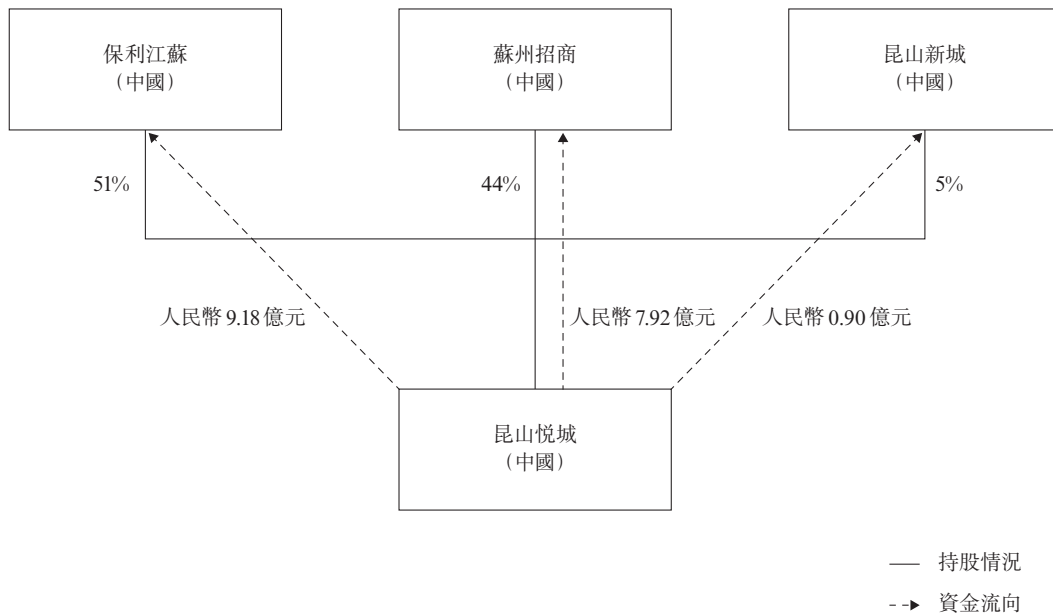 保利江蘇
（中國）
蘇州招商
（中國）
昆山新城
（中國）
51%
44%
5%
人民幣 9.18 億元
人民幣 7.92 億元
人民幣 0.90 億元
昆山悦城
（中國）
持股情況
資金流向